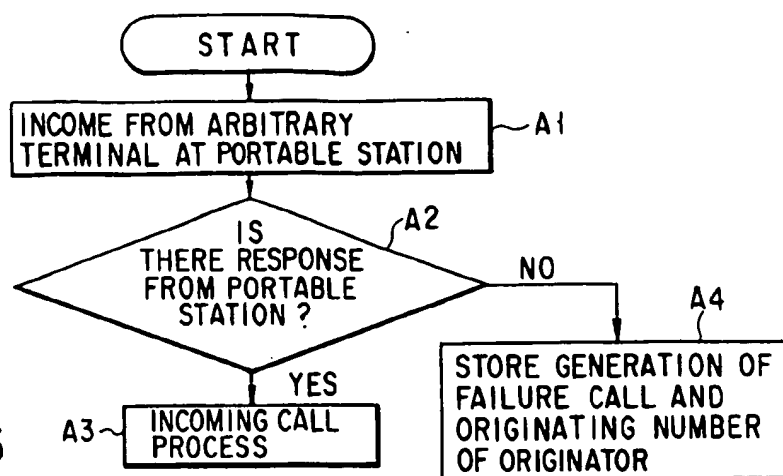 START
INCOME FROM ARBITRARY
TERMINAL AT PORTABLE STATION
A1
A2
IS
THERE RESPONSE
FROM PORTABLE
STATION ?
NO
YES
A4
STORE GENERATION OF
FAILURE CALL AND
ORIGINATING NUMBER
OF ORIGINATOR
A3
INCOMING CALL
PROCESS